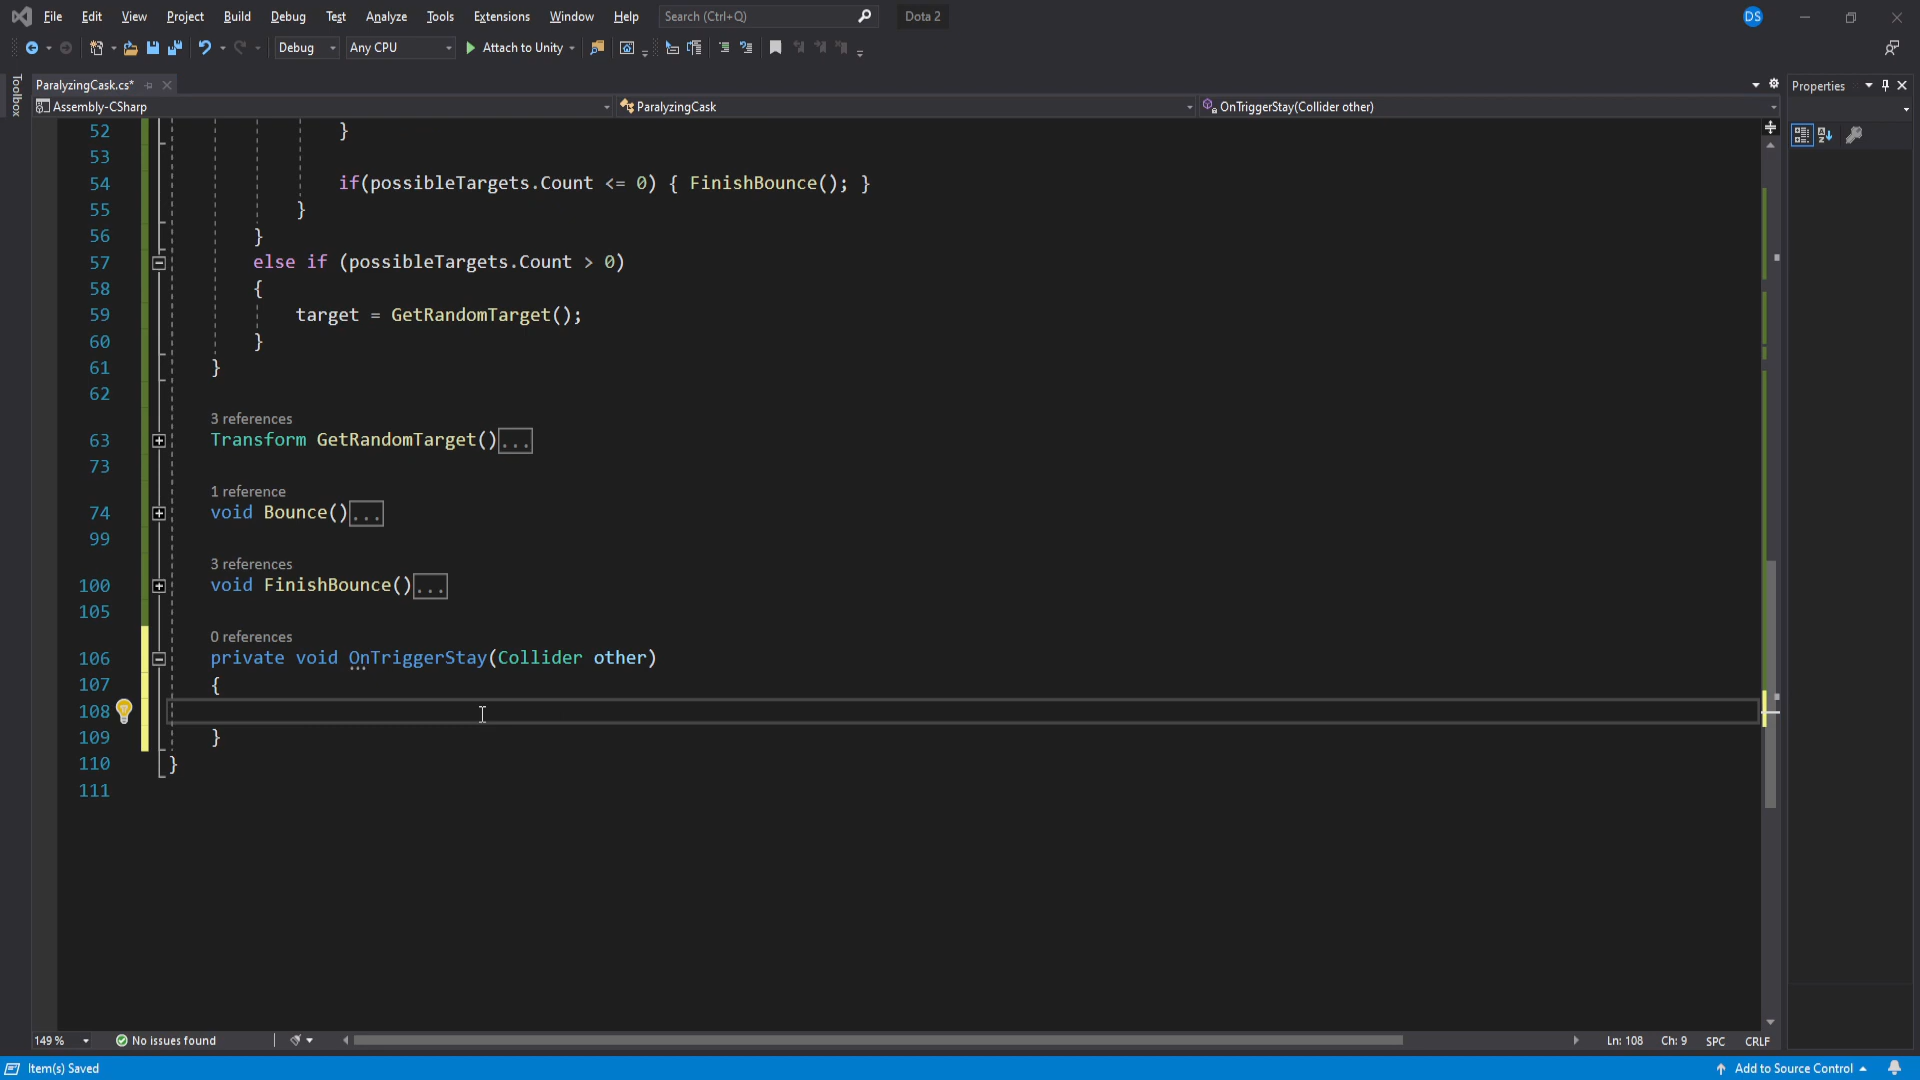 File Edit View Project Build Debug Test Analyze Tools Extensions Window Help Search (Ctrl+Q) Dota 2 DS
Debug Any CPU Attach to Unity
Toolbox
ParalyzingCask.cs*
Properties
Assembly-CSharp ParalyzingCask OnTriggerStay(Collider other)
52 }
53
54 if(possibleTargets.Count <= 0) { FinishBounce(); }
55 }
56 }
57 else if (possibleTargets.Count > 0)
58 {
59 target = GetRandomTarget();
60 }
61 }
62
3 references
63 Transform GetRandomTarget()...
73
1 reference
74 void Bounce()...
99
3 references
100 void FinishBounce()...
105
0 references
106 private void OnTriggerStay(Collider other)
107 {
108
109 }
110 }
111
149 % No issues found Ln: 108 Ch: 9 SPC CRLF
Item(s) Saved Add to Source Control